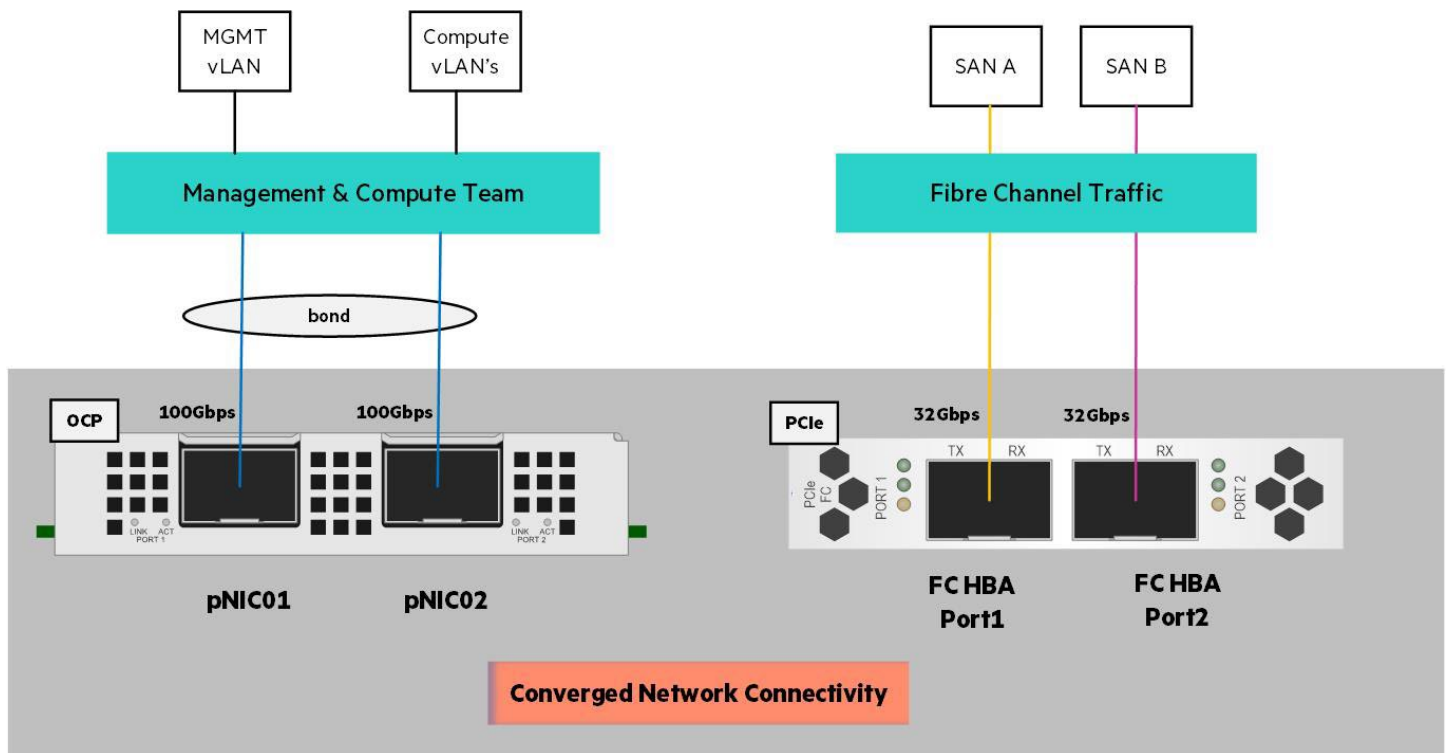 MGMT
vLAN
Compute
vLAN's
SAN A
SAN B
Management & Compute Team
Fibre Channel Traffic
bond
OCP
100Gbps
100Gbps
PCIe
32Gbps
32Gbps
TX
RX
TX
RX
PCIe
FC
PORT 1
PORT 2
LINK
ACT
PORT 1
LINK
ACT
PORT 2
pNIC01
pNIC02
FC HBA
Port1
FC HBA
Port2
Converged Network Connectivity